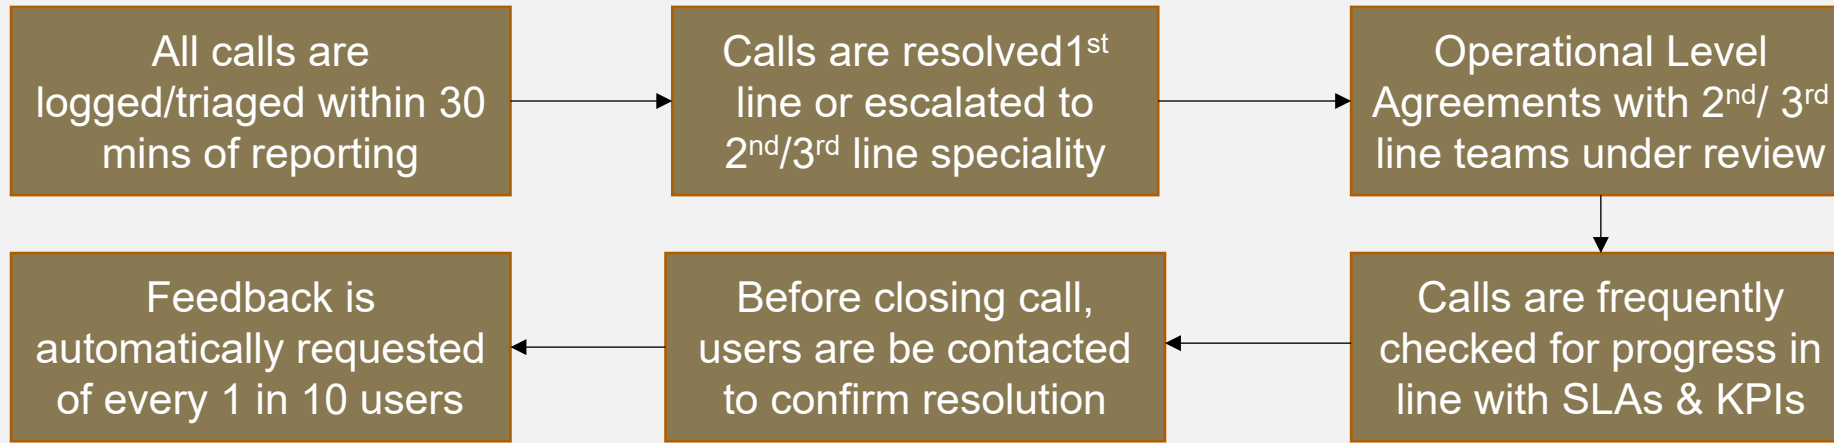 All calls are
logged/triaged within 30
mins of reporting
Calls are resolved1st
line or escalated to
2nd/3rd line speciality
Operational Level
Agreements with 2nd/ 3rd
line teams under review
Calls are frequently
checked for progress in
line with SLAs & KPIs
Before closing call,
users are be contacted
to confirm resolution
Feedback is
automatically requested
of every 1 in 10 users